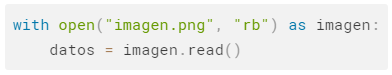 with open("imagen.png", "rb") as imagen:
    datos = imagen.read()